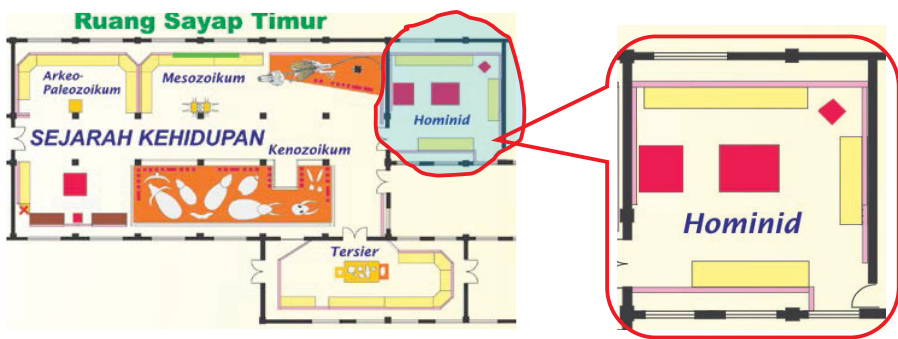 Ruang Sayap Timur
Arkeo-
Paleozoikum
Mesozoikum
Hominid
SEJARAH KEHIDUPAN
Kenozoikum
Tersier
Hominid